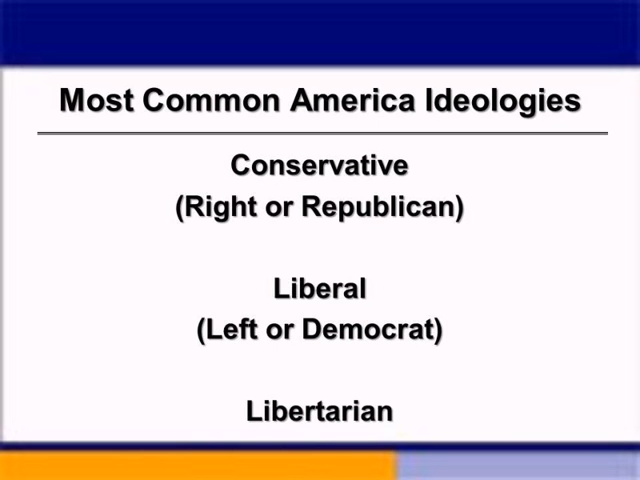 Most Common America Ideologies
Conservative
(Right or Republican)
Liberal
(Left or Democrat)
Libertarian